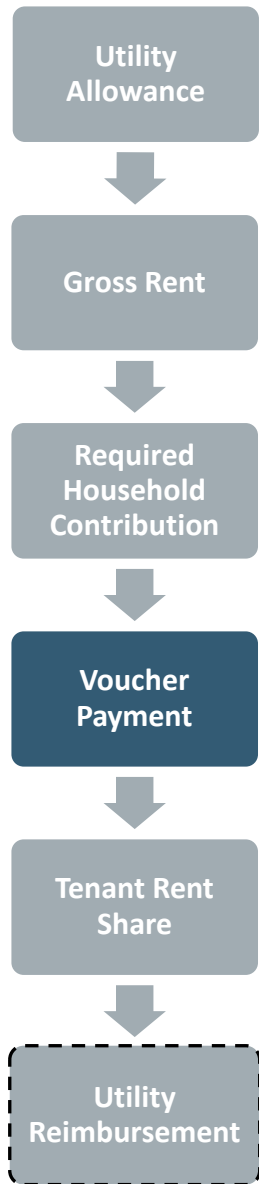 Utility
Allowance
Gross Rent
Required
Household
Contribution
Voucher
Payment
Tenant Rent
Share
Utility
Reimbursement